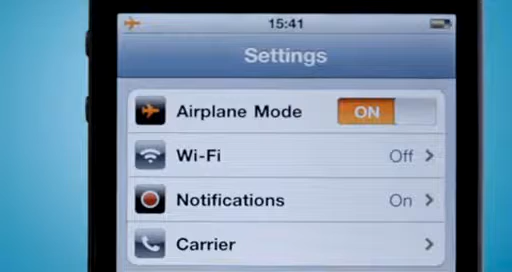 15:41
Settings
Airplane Mode ON
Wi-Fi Off
Notifications On
Carrier